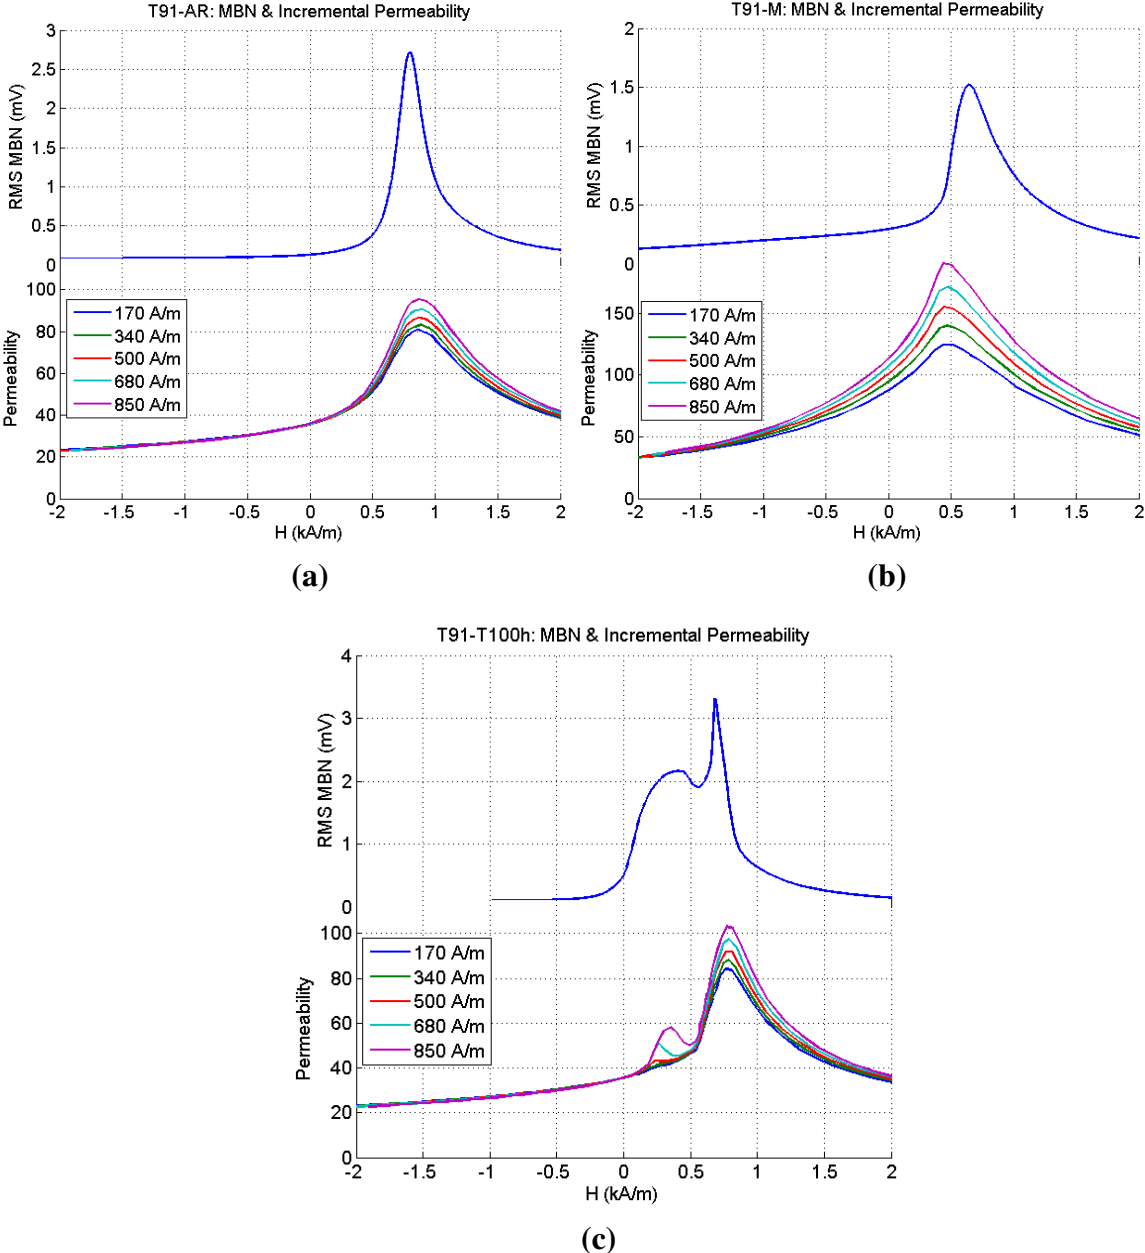 T91-AR: MBN & Incremental Permeability
RMS MBN (mV)
3
2.5
2
1.5
1
0.5
0
Permeability
100
80
60
40
20
0
170 A/m
340 A/m
500 A/m
680 A/m
850 A/m
-2 -1.5 -1 -0.5 0 0.5 1 1.5 2
H (kA/m)
(a)
T91-M: MBN & Incremental Permeability
RMS MBN (mV)
2
1.5
1
0.5
0
Permeability
150
100
50
0
170 A/m
340 A/m
500 A/m
680 A/m
850 A/m
-2 -1.5 -1 -0.5 0 0.5 1 1.5 2
H (kA/m)
(b)
T91-T100h: MBN & Incremental Permeability
RMS MBN (mV)
4
3
2
1
0
Permeability
100
80
60
40
20
0
170 A/m
340 A/m
500 A/m
680 A/m
850 A/m
-2 -1.5 -1 -0.5 0 0.5 1 1.5 2
H (kA/m)
(c)